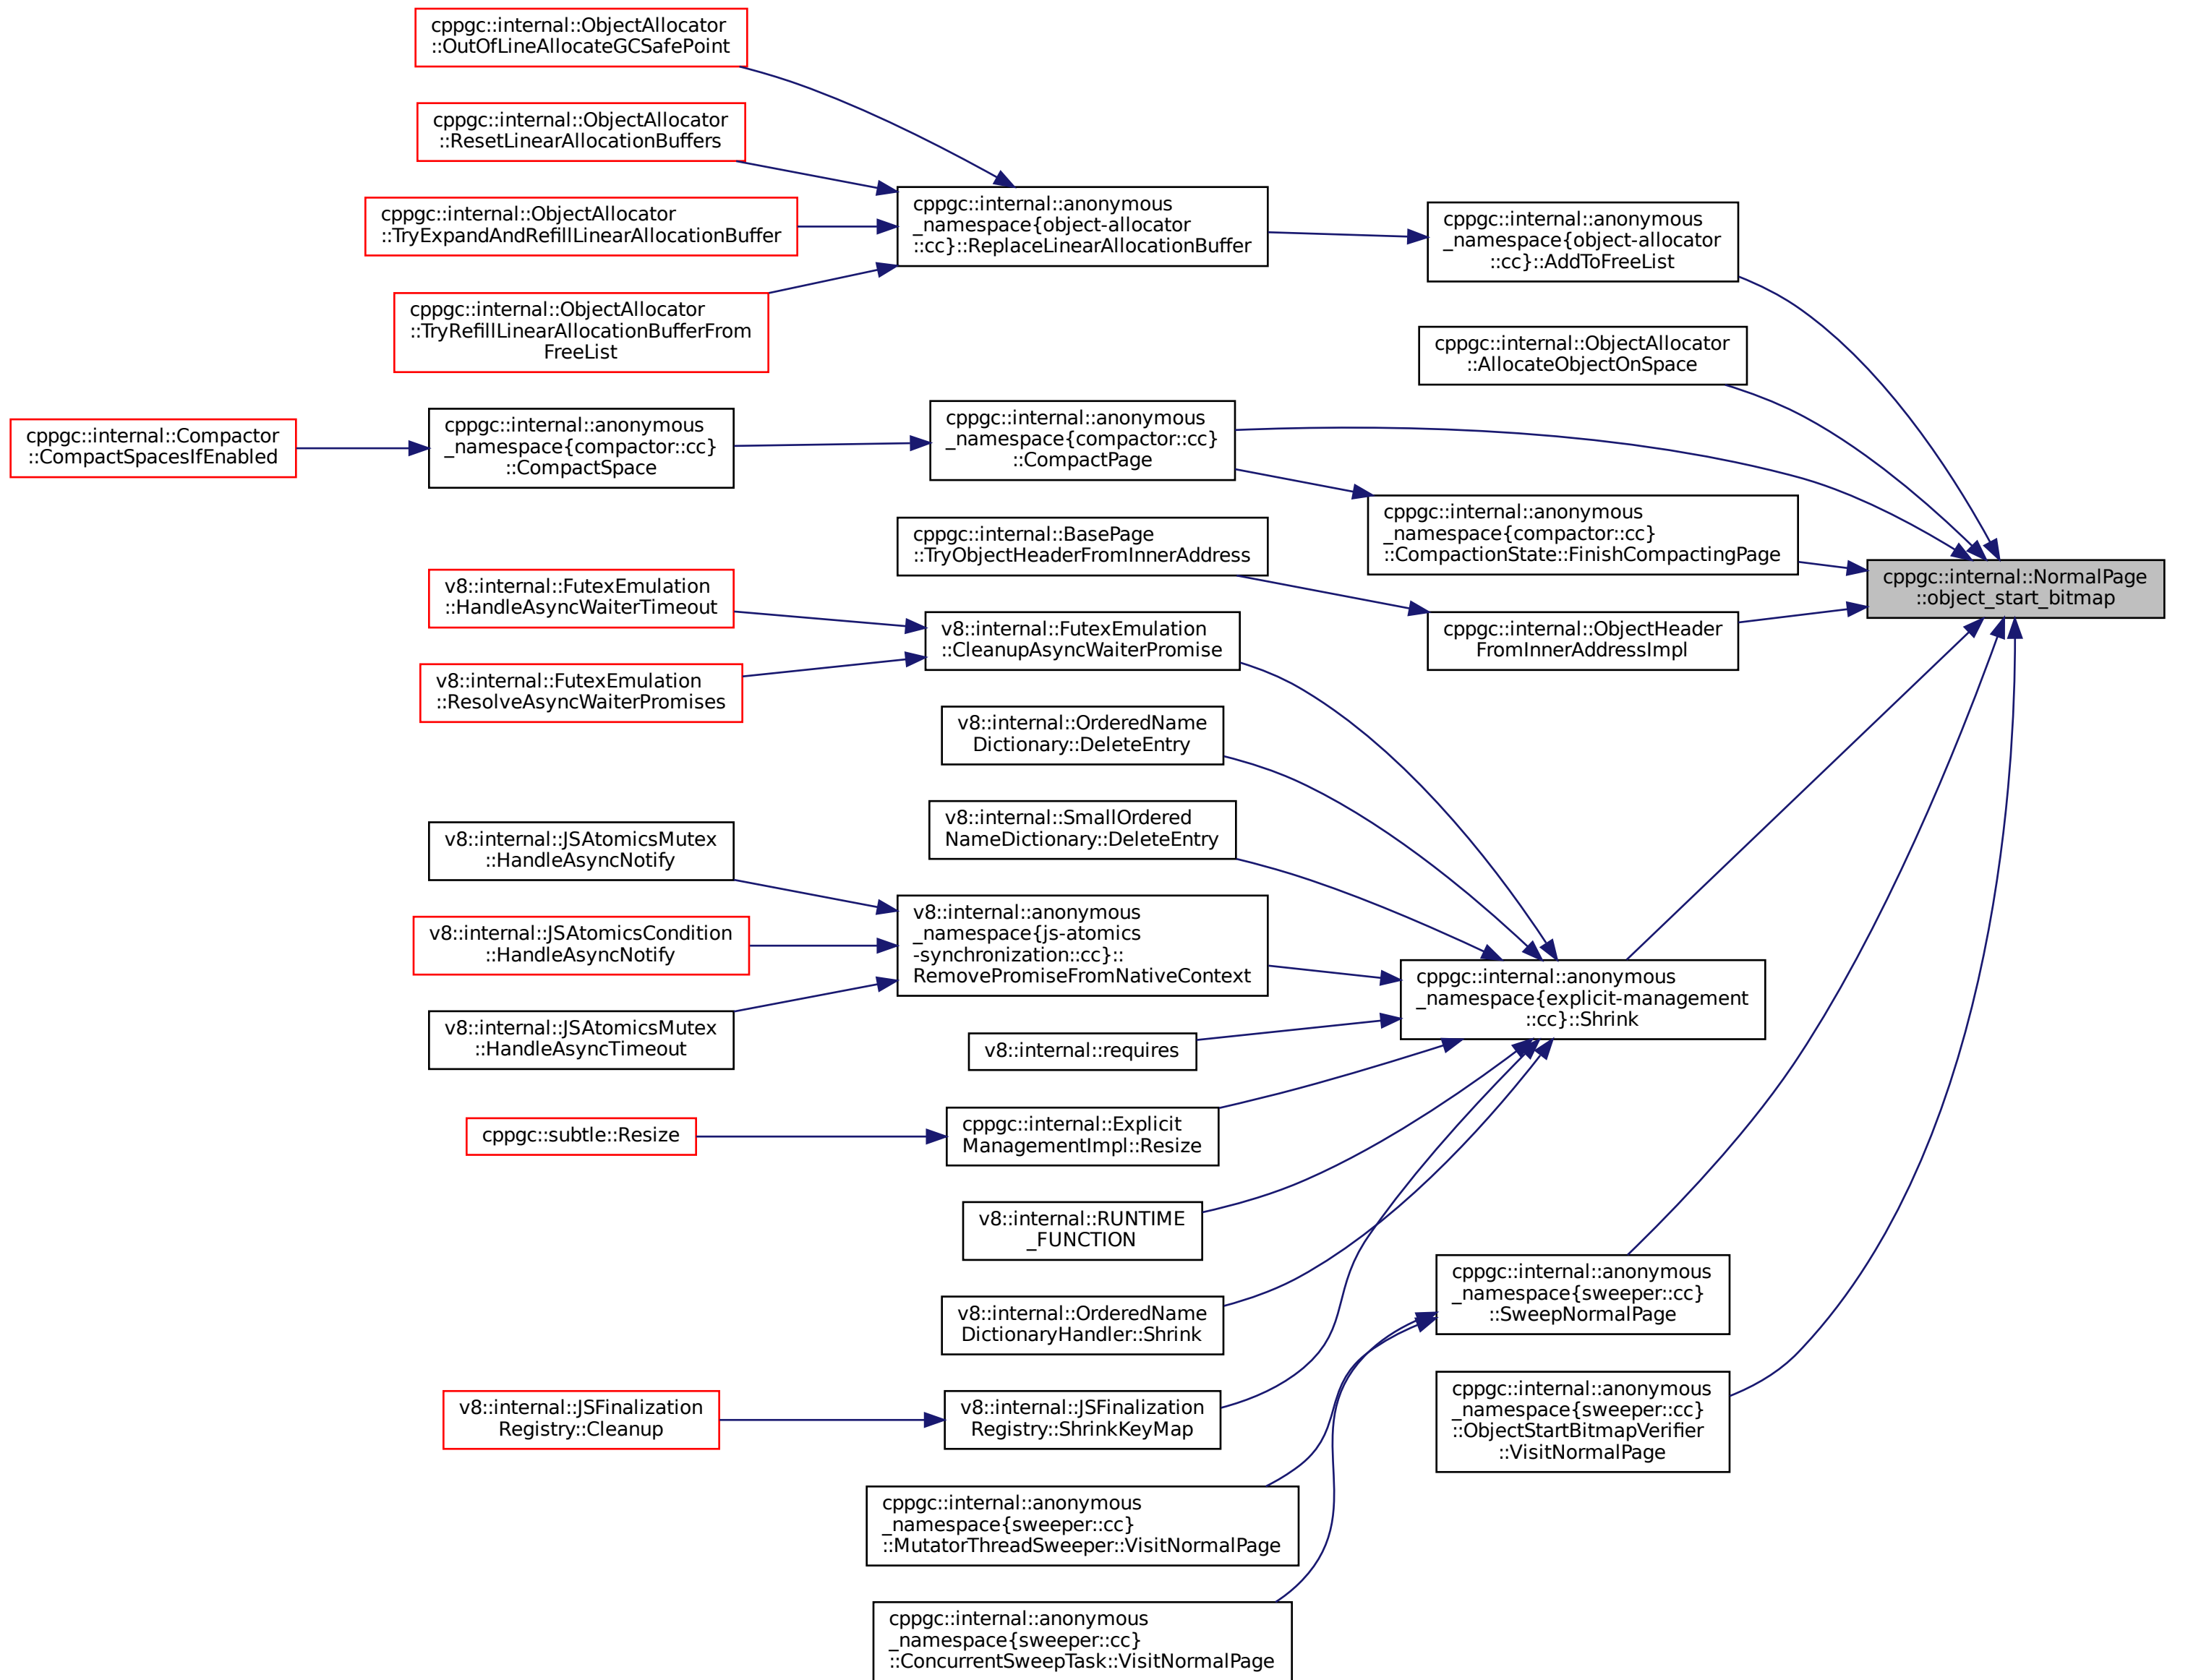 cppgc::internal::ObjectAllocator
::OutOfLineAllocateGCSafePoint
cppgc::internal::ObjectAllocator
::ResetLinearAllocationBuffers
cppgc::internal::ObjectAllocator
::TryExpandAndRefillLinearAllocationBuffer
cppgc::internal::ObjectAllocator
::TryRefillLinearAllocationBufferFrom
FreeList
cppgc::internal::anonymous
_namespace{object-allocator
::cc}::ReplaceLinearAllocationBuffer
cppgc::internal::anonymous
_namespace{object-allocator
::cc}::AddToFreeList
cppgc::internal::ObjectAllocator
::AllocateObjectOnSpace
cppgc::internal::Compactor
::CompactSpacesIfEnabled
cppgc::internal::anonymous
_namespace{compactor::cc}
::CompactSpace
cppgc::internal::anonymous
_namespace{compactor::cc}
::CompactPage
cppgc::internal::anonymous
_namespace{compactor::cc}
::CompactionState::FinishCompactingPage
cppgc::internal::BasePage
::TryObjectHeaderFromInnerAddress
cppgc::internal::NormalPage
::object_start_bitmap
v8::internal::FutexEmulation
::HandleAsyncWaiterTimeout
v8::internal::FutexEmulation
::ResolveAsyncWaiterPromises
v8::internal::FutexEmulation
::CleanupAsyncWaiterPromise
cppgc::internal::ObjectHeader
FromInnerAddressImpl
v8::internal::OrderedName
Dictionary::DeleteEntry
v8::internal::SmallOrdered
NameDictionary::DeleteEntry
v8::internal::JSAtomicsMutex
::HandleAsyncNotify
v8::internal::JSAtomicsCondition
::HandleAsyncNotify
v8::internal::JSAtomicsMutex
::HandleAsyncTimeout
v8::internal::anonymous
_namespace{js-atomics
-synchronization::cc}::
RemovePromiseFromNativeContext
cppgc::internal::anonymous
_namespace{explicit-management
::cc}::Shrink
v8::internal::requires
cppgc::subtle::Resize
cppgc::internal::Explicit
ManagementImpl::Resize
v8::internal::RUNTIME
_FUNCTION
v8::internal::OrderedName
DictionaryHandler::Shrink
cppgc::internal::anonymous
_namespace{sweeper::cc}
::SweepNormalPage
v8::internal::JSFinalization
Registry::Cleanup
v8::internal::JSFinalization
Registry::ShrinkKeyMap
cppgc::internal::anonymous
_namespace{sweeper::cc}
::ObjectStartBitmapVerifier
::VisitNormalPage
cppgc::internal::anonymous
_namespace{sweeper::cc}
::MutatorThreadSweeper::VisitNormalPage
cppgc::internal::anonymous
_namespace{sweeper::cc}
::ConcurrentSweepTask::VisitNormalPage